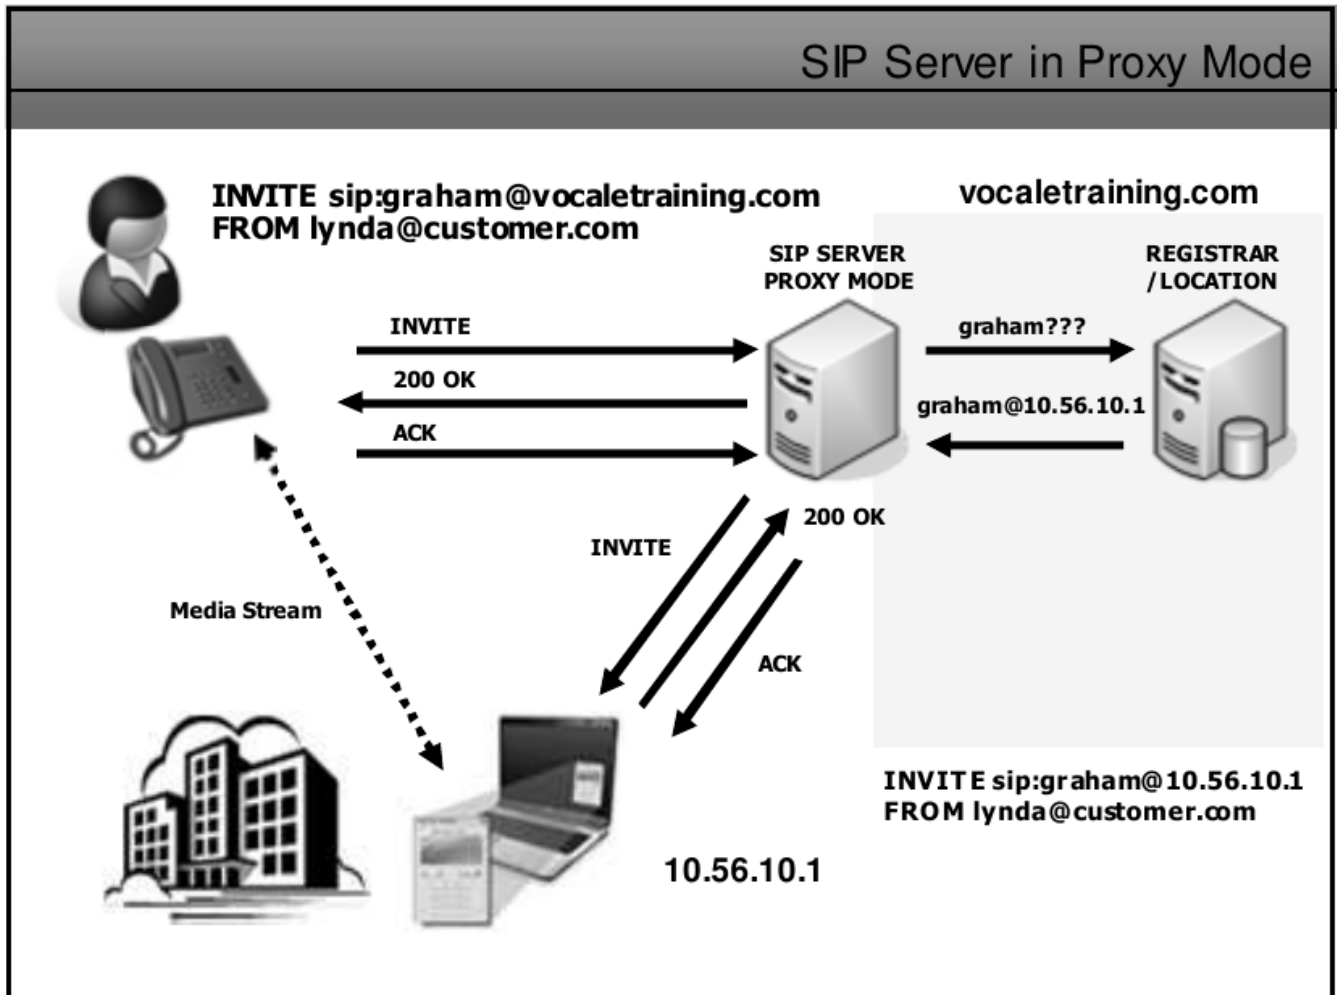 SIP Server in Proxy Mode
INVITE sip:graham@vocaletraining.com
FROM lynda@customer.com
vocaletraining.com
SIP SERVER
PROXY MODE
REGISTRAR
/LOCATION
INVITE
graham???
200 OK
graham@10.56.10.1
ACK
200 OK
INVITE
Media Stream
ACK
INVITE sip:graham@10.56.10.1
FROM lynda@customer.com
10.56.10.1